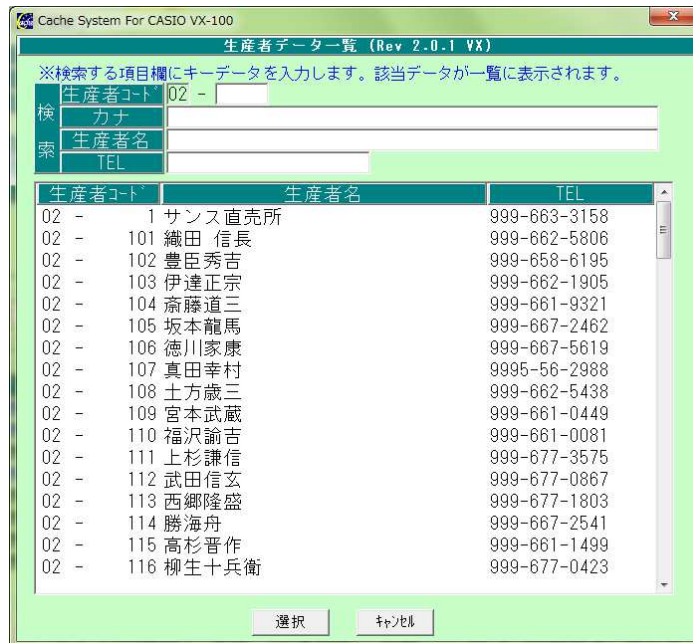 Cache System For CASIO VX-100
生産者データ一覧 (Rev 2.0.1 VX)
※検索する項目欄にキーデータを入力します。該当データが一覧に表示されます。
検索
生産者ｺｰﾄﾞ 02 -
カナ
生産者名
TEL
生産者ｺｰﾄﾞ 生産者名 TEL
02 - 1 サンス直売所 999-663-3158
02 - 101 織田 信長 999-662-5806
02 - 102 豊臣秀吉 999-658-6195
02 - 103 伊達正宗 999-662-1905
02 - 104 斎藤道三 999-661-9321
02 - 105 坂本龍馬 999-667-2462
02 - 106 徳川家康 999-667-5619
02 - 107 真田幸村 9995-56-2988
02 - 108 土方歳三 999-662-5438
02 - 109 宮本武蔵 999-661-0449
02 - 110 福沢諭吉 999-661-0081
02 - 111 上杉謙信 999-677-3575
02 - 112 武田信玄 999-677-0867
02 - 113 西郷隆盛 999-677-1803
02 - 114 勝海舟 999-667-2541
02 - 115 高杉晋作 999-661-1499
02 - 116 柳生十兵衛 999-677-0423
選択 ｷｬﾝｾﾙ